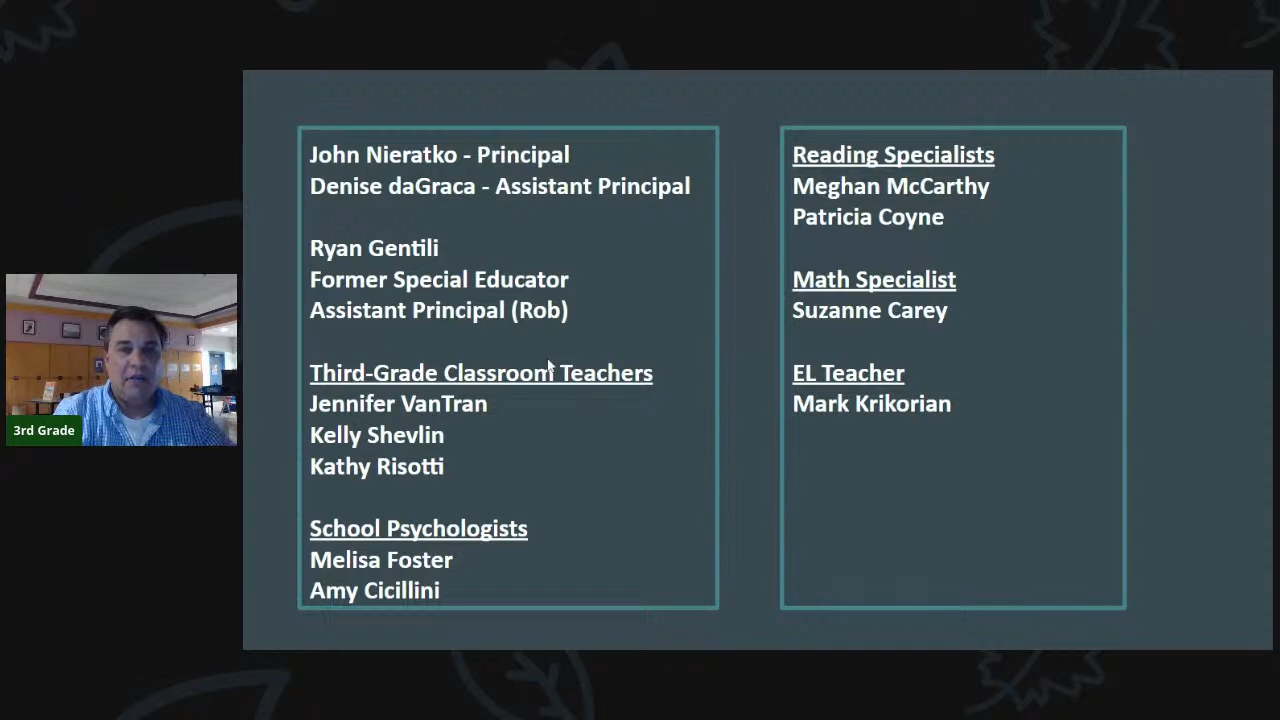 John Nieratko - Principal
Denise daGraca - Assistant Principal
Ryan Gentili
Former Special Educator
Assistant Principal (Rob)
Third-Grade Classroom Teachers
Jennifer VanTran
Kelly Shevlin
Kathy Risotti
School Psychologists
Melisa Foster
Amy Cicillini
Reading Specialists
Meghan McCarthy
Patricia Coyne
Math Specialist
Suzanne Carey
EL Teacher
Mark Krikorian
3rd Grade